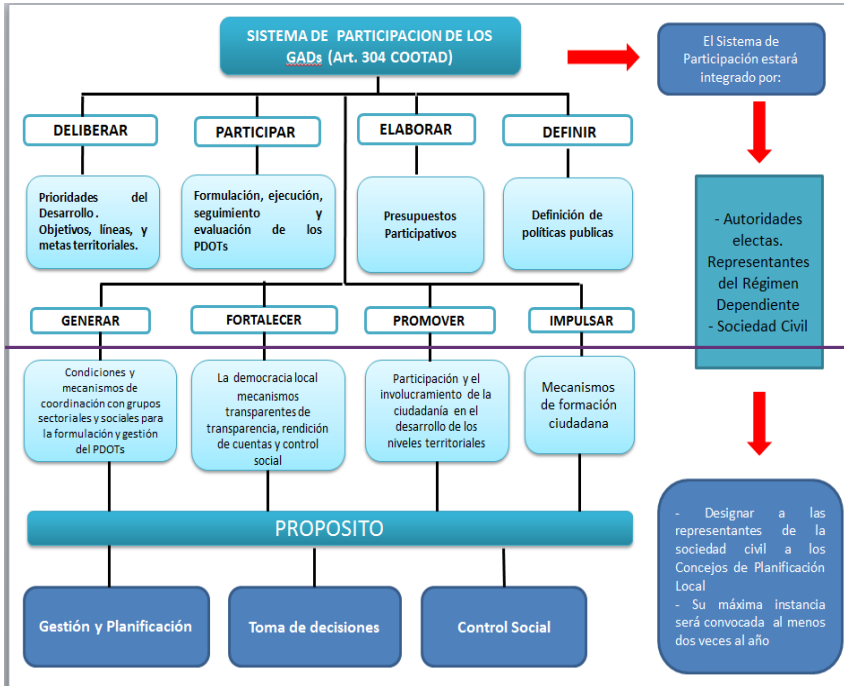 SISTEMA DE PARTICIPACION DE LOS
GADs (Art. 304 COOTAD)
El Sistema de
Participación estará
integrado por:
DELIBERAR
PARTICIPAR
ELABORAR
DEFINIR
Prioridades del
Desarrollo .
Objetivos, líneas, y
metas territoriales.
Formulación, ejecución,
seguimiento y
evaluación de los
PDOTs
Presupuestos
Participativos
Definición de
políticas publicas
- Autoridades
electas.
Representantes
del Régimen
Dependiente
- Sociedad Civil
GENERAR
FORTALECER
PROMOVER
IMPULSAR
Condiciones y
mecanismos de
coordinación con grupos
sectoriales y sociales para
la formulación y gestión
del PDOTs
La democracia local
mecanismos
transparentes de
transparencia, rendición
de cuentas y control
social
Participación y el
involucramiento de la
ciudadanía en el
desarrollo de los
niveles territoriales
Mecanismos
de formación
ciudadana
- Designar a las
representantes de la
sociedad civil a los
Concejos de Planificación
Local
- Su máxima instancia
será convocada al menos
dos veces al año
PROPOSITO
Gestión y Planificación
Toma de decisiones
Control Social